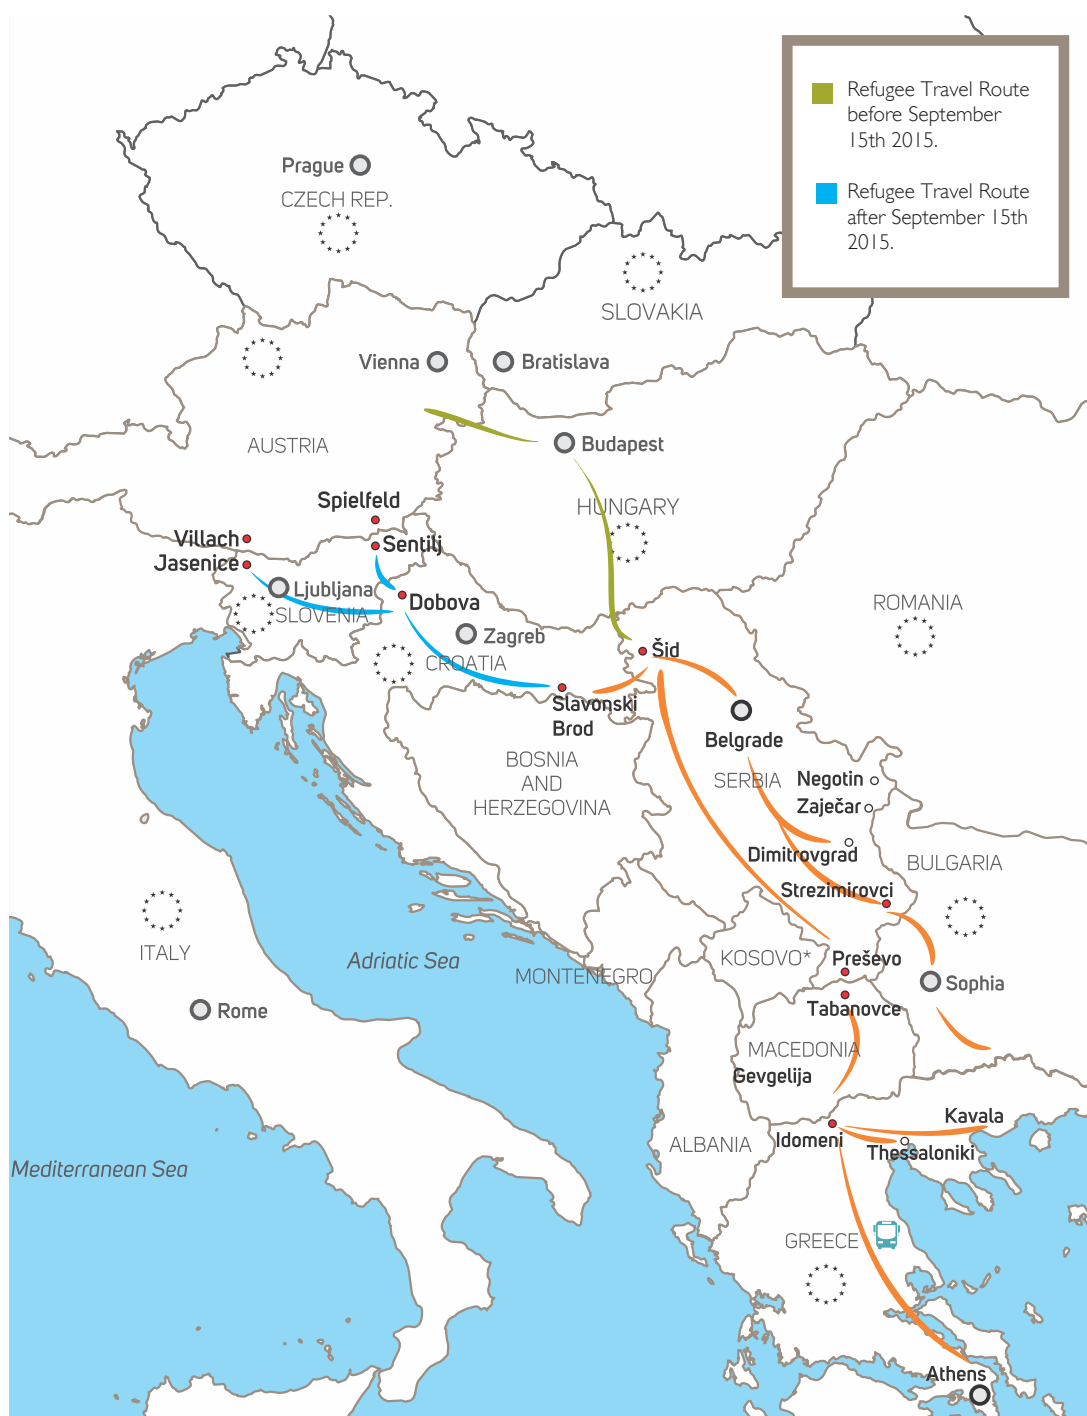 Refugee Travel Route
before September
15th 2015.
Refugee Travel Route
after September 15th
2015.
Prague
CZECH REP.
SLOVAKIA
Vienna
Bratislava
AUSTRIA
Budapest
HUNGARY
Spielfeld
Villach
Sentilj
Jasenice
Ljubljana
SLOVENIA
Dobova
ROMANIA
Zagreb
CROATIA
Šid
Slavonski
Brod
Belgrade
BOSNIA
AND
HERZEGOVINA
SERBIA
Negotin
Zaječar
Dimitrovgrad
BULGARIA
Strezimirovci
ITALY
Adriatic Sea
KOSOVO*
Preševo
MONTENEGRO
Sophia
Rome
Tabanovce
MACEDONIA
Gevgelija
Kavala
Idomeni
ALBANIA
Thessaloniki
Mediterranean Sea
GREECE
Athens